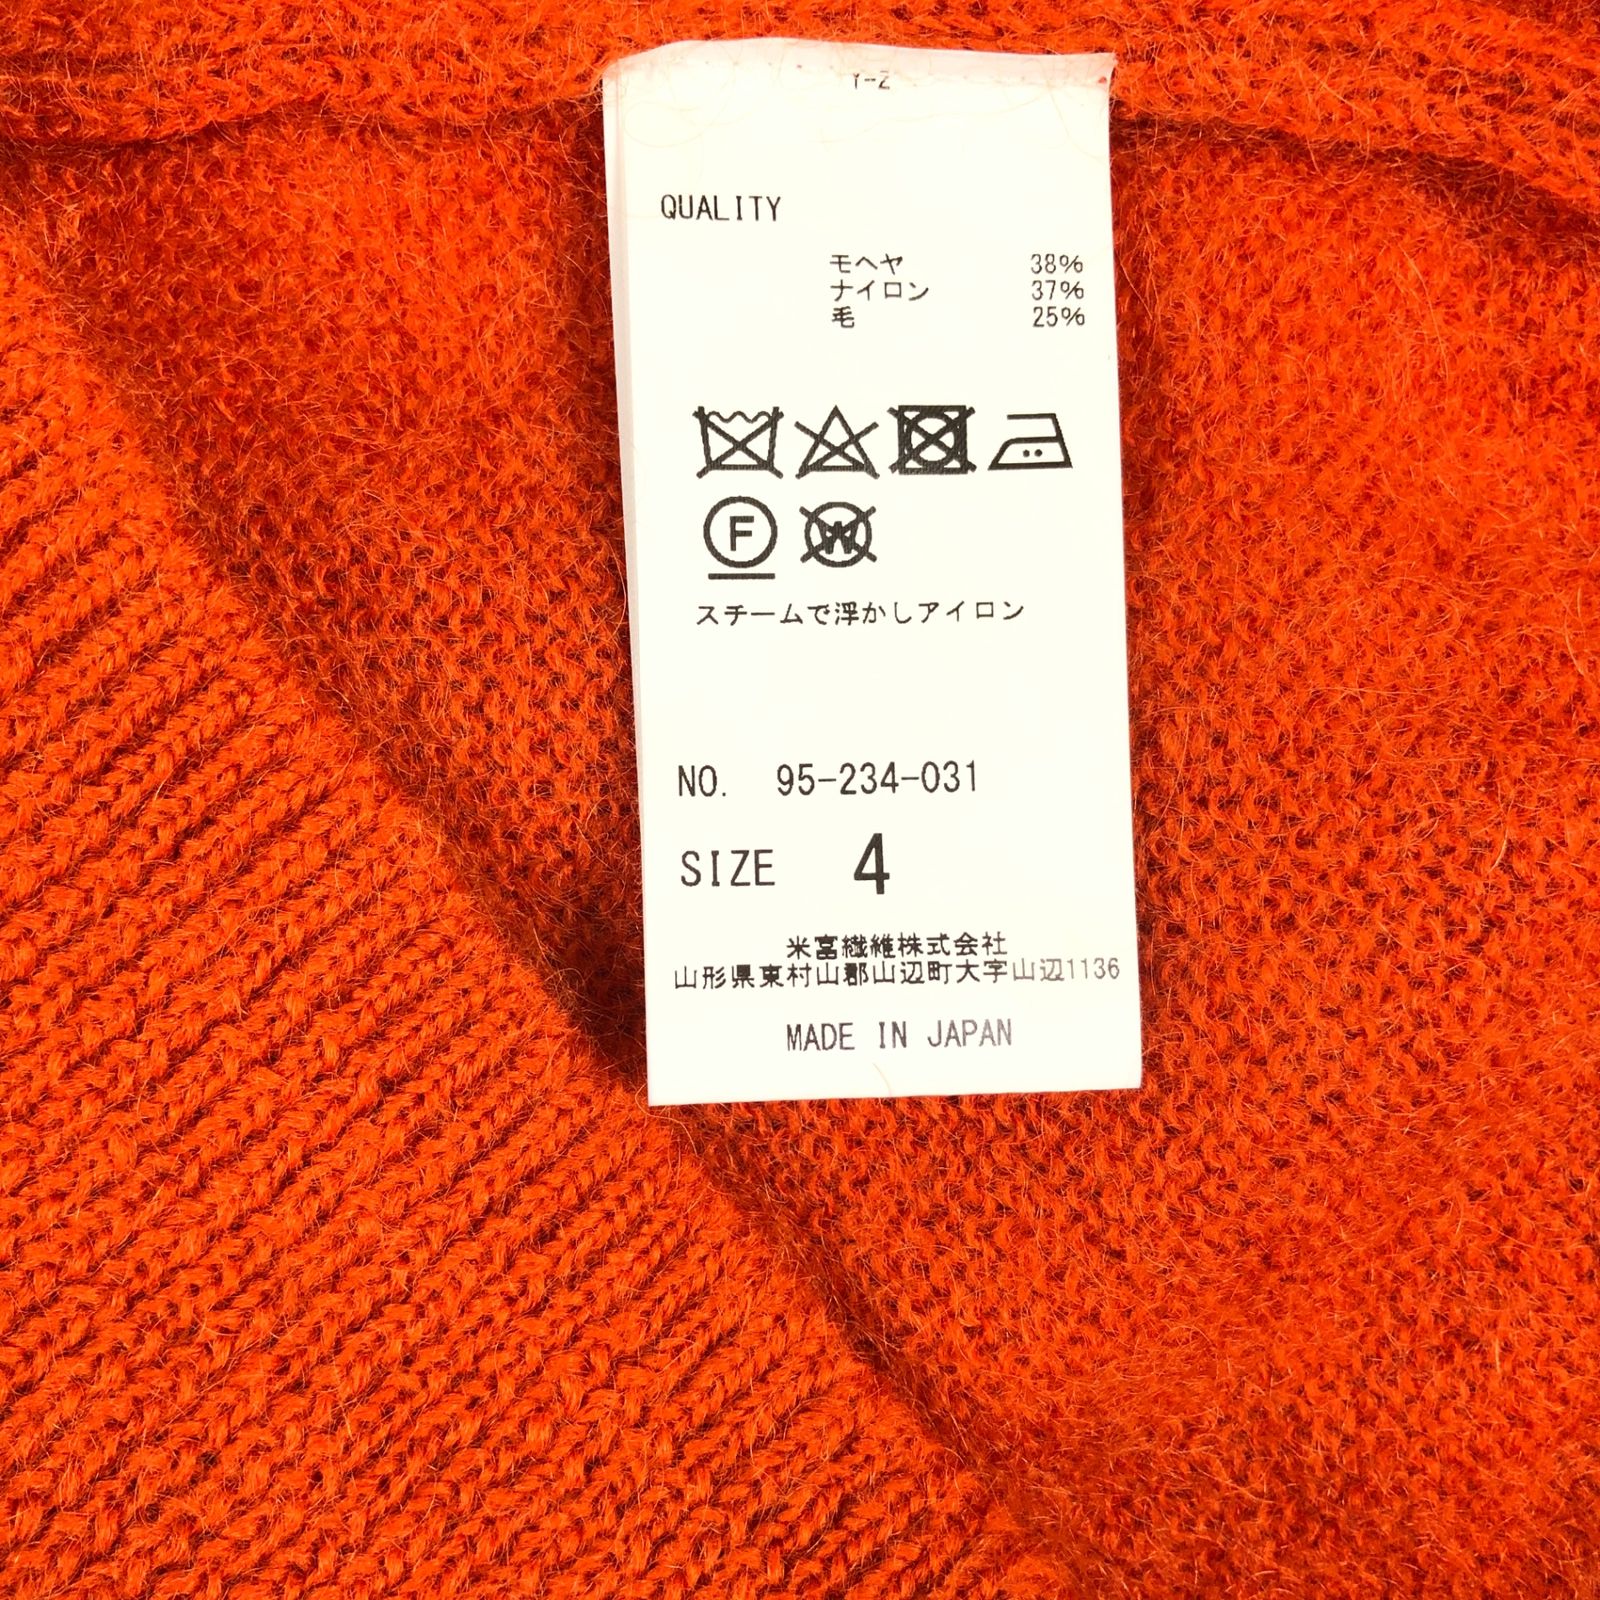 Y-Z
QUALITY
モヘヤ 38%
ナイロン 37%
毛 25%
F
W
スチームで浮かしアイロン
NO. 95-234-031
SIZE 4
米富繊維株式会社
山形県東村山郡山辺町大字山辺1136
MADE IN JAPAN